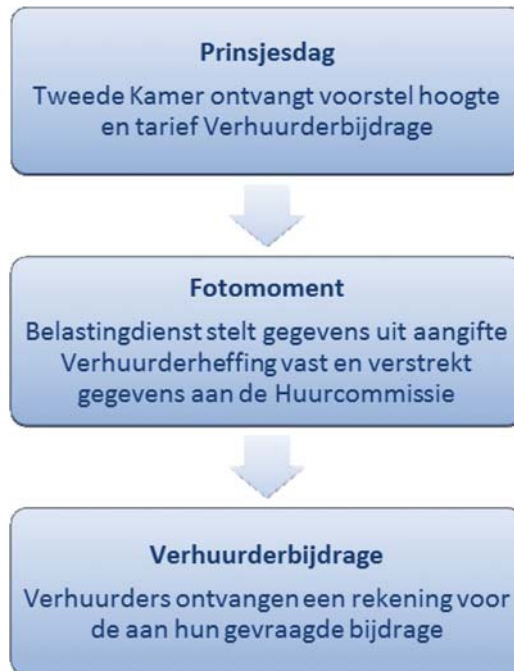 Prinsjesdag
Tweede Kamer ontvangt voorstel hoogte
en tarief Verhuurderbijdrage
Fotomoment
Belastingdienst stelt gegevens uit aangifte
Verhuurderheffing vast en verstrekt
gegevens aan de Huurcommissie
Verhuurderbijdrage
Verhuurders ontvangen een rekening voor
de aan hun gevraagde bijdrage